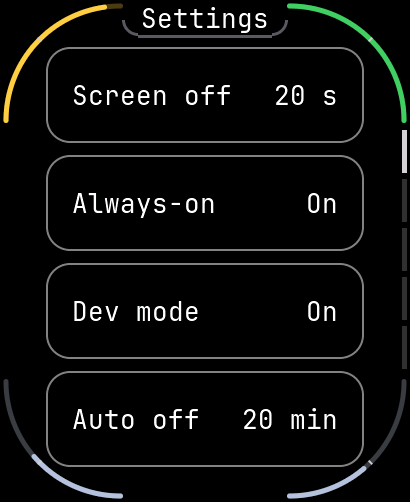 Settings
Screen off 20 s
Always-on On
Dev mode On
Auto off 20 min